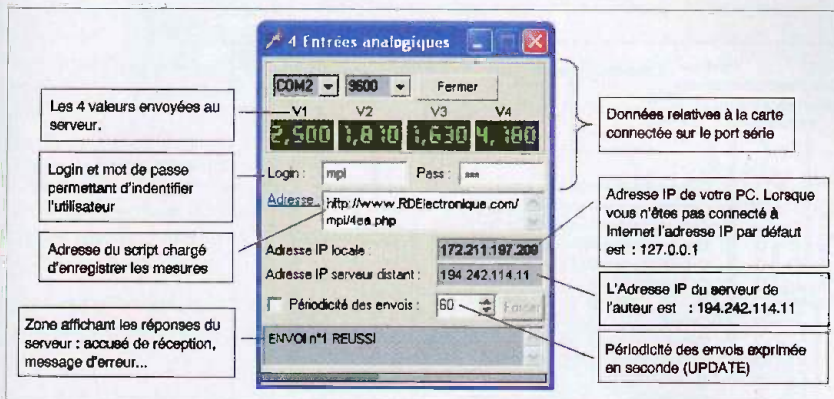 4 Entrées analogiques
COM2
9600
Fermer
V1 V2 V3 V4
2,500 1,810 1,630 4,180
Login : mpl Pass : ***
Adresse
http://www.RDElectronique.com/
mpl/4ea.php
Adresse IP locale : 172.211.197.209
Adresse IP serveur distant : 194.242.114.11
Périodicité des envois : 60
ENVOI n°1 REUSSI
Les 4 valeurs envoyées au
serveur.
Login et mot de passe
permettant d'indentifier
l'utilisateur
Adresse du script chargé
d'enregistrer les mesures
Zone affichant les réponses du
serveur : accusé de réception,
message d'erreur...
Données relatives à la carte
connectée sur le port série
Adresse IP de votre PC. Lorsque
vous n'êtes pas connecté à
Internet l'adresse IP par défaut
est : 127.0.0.1
L'Adresse IP du serveur de
l'auteur est : 194.242.114.11
Périodicité des envois exprimée
en seconde (UPDATE)